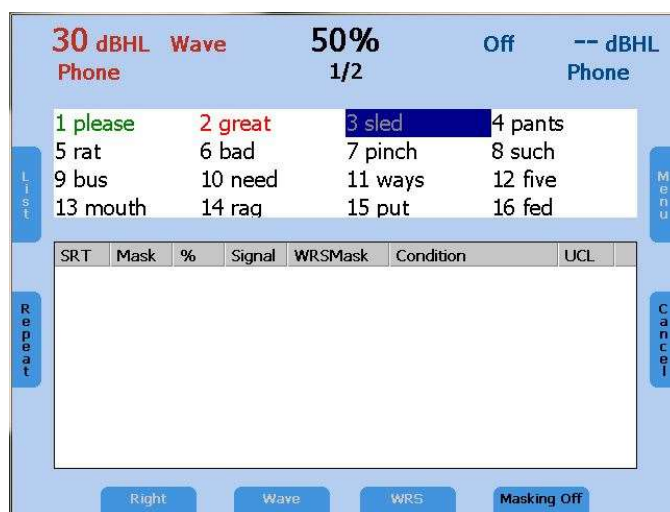 30 dBHL Wave 50% Off -- dBHL
Phone 1/2 Phone
1 please 2 great 3 sled 4 pants
5 rat 6 bad 7 pinch 8 such
9 bus 10 need 11 ways 12 five
13 mouth 14 rag 15 put 16 fed
List
Menu
SRT Mask % Signal WRSMask Condition UCL
Repeat
Cancel
Right Wave WRS Masking Off